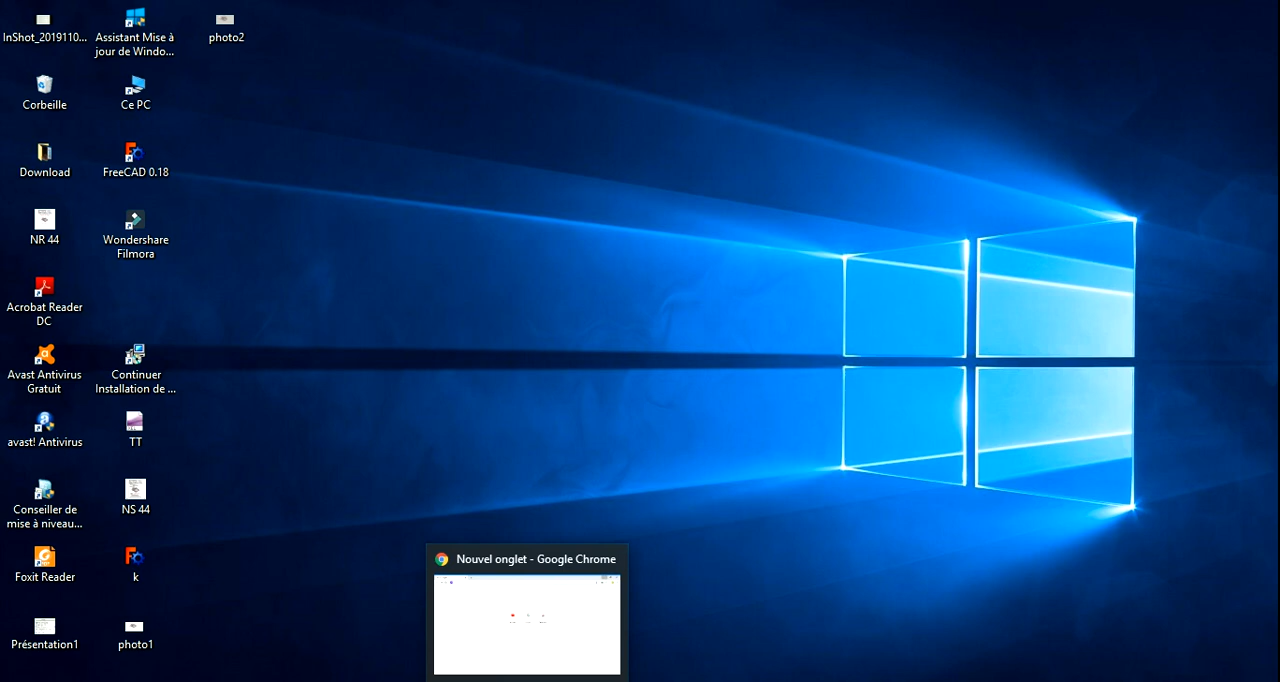 InShot_2019110...
Corbeille
Download
NR 44
Acrobat Reader
DC
Avast Antivirus
Gratuit
avast! Antivirus
Conseiller de
mise à niveau...
Foxit Reader
Présentation1
Assistant Mise à
jour de Windo...
Ce PC
FreeCAD 0.18
Wondershare
Filmora
Continuer
Installation de ...
TT
NS 44
k
photo1
photo2
Nouvel onglet - Google Chrome